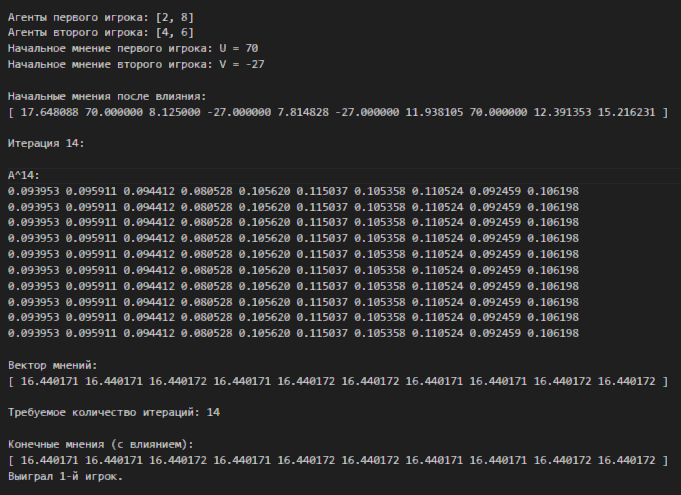 Агенты первого игрока: [2, 8]
Агенты второго игрока: [4, 6]
Начальное мнение первого игрока: U = 70
Начальное мнение второго игрока: V = -27
Начальные мнения после влияния:
[ 17.648088 70.000000 8.125000 -27.000000 7.814828 -27.000000 11.938105 70.000000 12.391353 15.216231 ]
Итерация 14:
A^14:
0.093953 0.095911 0.094412 0.080528 0.105620 0.115037 0.105358 0.110524 0.092459 0.106198
0.093953 0.095911 0.094412 0.080528 0.105620 0.115037 0.105358 0.110524 0.092459 0.106198
0.093953 0.095911 0.094412 0.080528 0.105620 0.115037 0.105358 0.110524 0.092459 0.106198
0.093953 0.095911 0.094412 0.080528 0.105620 0.115037 0.105358 0.110524 0.092459 0.106198
0.093953 0.095911 0.094412 0.080528 0.105620 0.115037 0.105358 0.110524 0.092459 0.106198
0.093953 0.095911 0.094412 0.080528 0.105620 0.115037 0.105358 0.110524 0.092459 0.106198
0.093953 0.095911 0.094412 0.080528 0.105620 0.115037 0.105358 0.110524 0.092459 0.106198
0.093953 0.095911 0.094412 0.080528 0.105620 0.115037 0.105358 0.110524 0.092459 0.106198
0.093953 0.095911 0.094412 0.080528 0.105620 0.115037 0.105358 0.110524 0.092459 0.106198
0.093953 0.095911 0.094412 0.080528 0.105620 0.115037 0.105358 0.110524 0.092459 0.106198
Вектор мнений:
[ 16.440171 16.440171 16.440172 16.440171 16.440172 16.440172 16.440171 16.440171 16.440172 16.440172 ]
Требуемое количество итераций: 14
Конечные мнения (с влиянием):
[ 16.440171 16.440171 16.440172 16.440171 16.440172 16.440172 16.440171 16.440171 16.440172 16.440172 ]
Выиграл 1-й игрок.